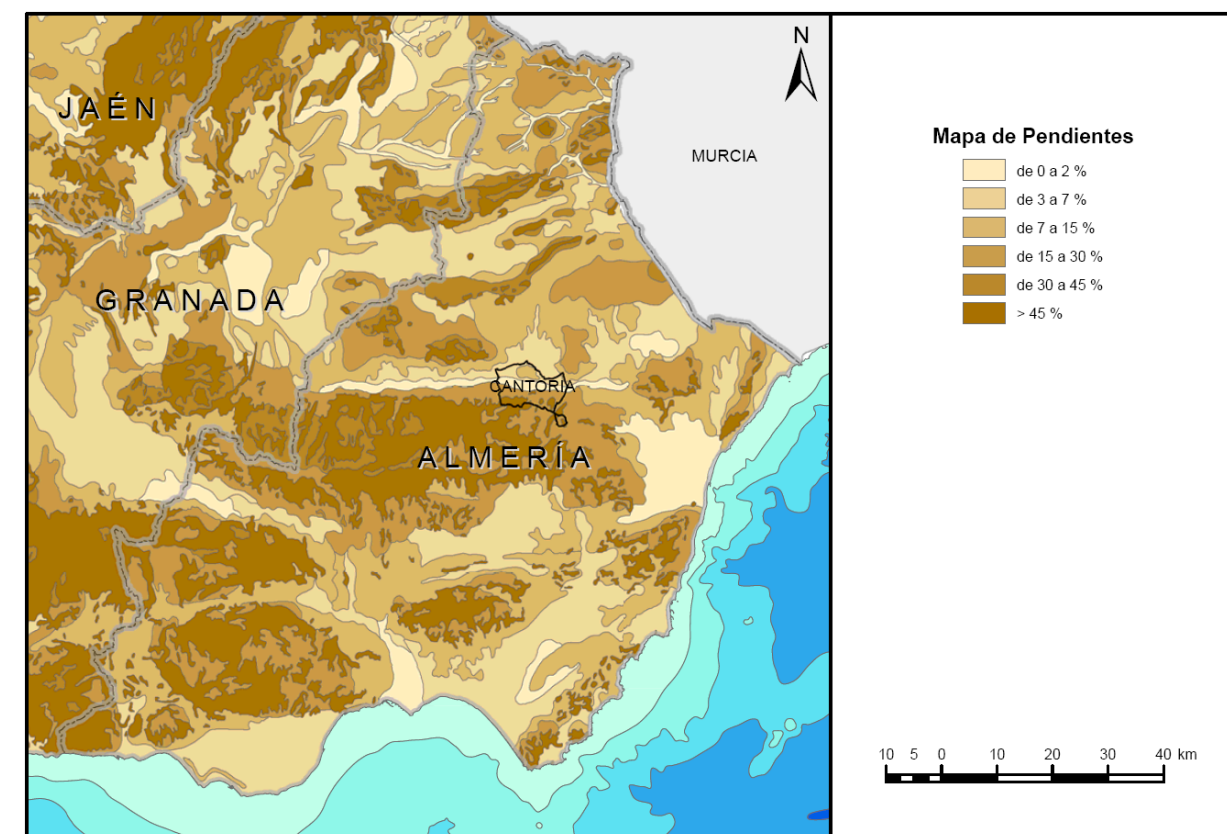 N
JAÉN
MURCIA
GRANADA
CANTORIA
ALMERÍA
Mapa de Pendientes
de 0 a 2 %
de 3 a 7 %
de 7 a 15 %
de 15 a 30 %
de 30 a 45 %
> 45 %
10 5 0 10 20 30 40 km